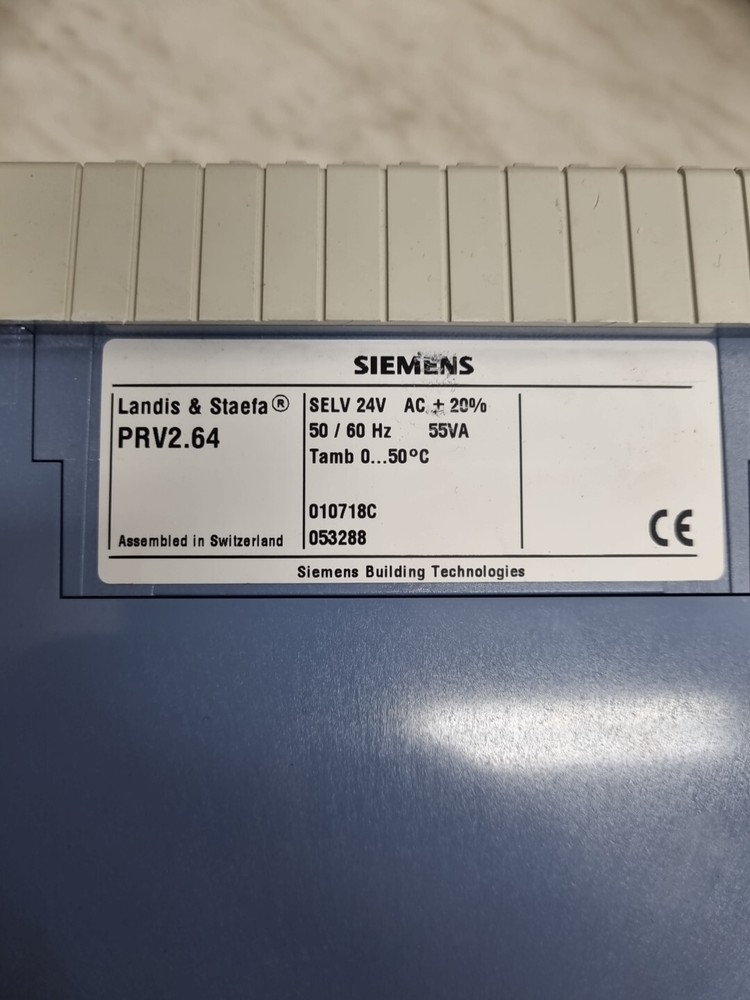 SIEMENS
Landis & Staefa®
PRV2.64
Assembled in Switzerland
SELV 24V AC ± 20%
50 / 60 Hz 55VA
Tamb 0...50°C
010718C
053288
CE
Siemens Building Technologies